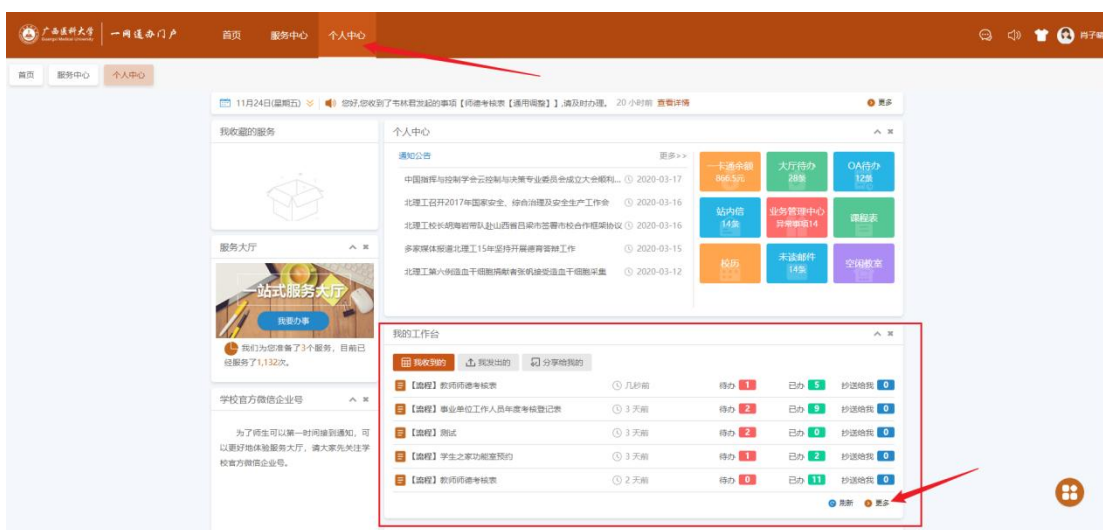 广西医科大学
Guangxi Medical University
一网通办门户
首页 服务中心 个人中心
首页 服务中心 个人中心
11月24日(星期五) 您好,您收到了韦林君发起的事项【师德考核表【通用调整】】,请及时办理。 20 小时前 查看详情 更多
我收藏的服务
个人中心
通知公告 更多>>
中国指挥与控制学会云控制与决策专业委员会成立大会顺利... 2020-03-17
北理工召开2017年国家安全、综合治理及安全生产工作会 2020-03-16
北理工校长胡海岩带队赴山西省吕梁市签署市校合作框架协议 2020-03-16
多家媒体报道北理工15年坚持开展德育答辩工作 2020-03-15
北理工第六例造血干细胞捐献者张帆接受造血干细胞采集 2020-03-12
一卡通余额
866.5元
大厅待办
28条
OA待办
12条
站内信
14条
业务管理中心
异常事项14
课程表
校历
未读邮件
14条
空闲教室
服务大厅
一站式服务大厅
我要办事
我们为您准备了3个服务，目前已
经服务了1,132次。
学校官方微信企业号
为了师生可以第一时间接到通知，可
以更好地体验服务大厅，请大家先关注学
校官方微信企业号。
我的工作台
我收到的 我发出的 分享给我的
【流程】教师师德考核表 几秒前 待办 1 已办 5 抄送给我 0
【流程】事业单位工作人员年度考核登记表 3 天前 待办 2 已办 9 抄送给我 0
【流程】测试 3 天前 待办 2 已办 0 抄送给我 0
【流程】学生之家功能室预约 3 天前 待办 1 已办 2 抄送给我 0
【流程】教师师德考核表 2 天前 待办 0 已办 11 抄送给我 0
刷新 更多